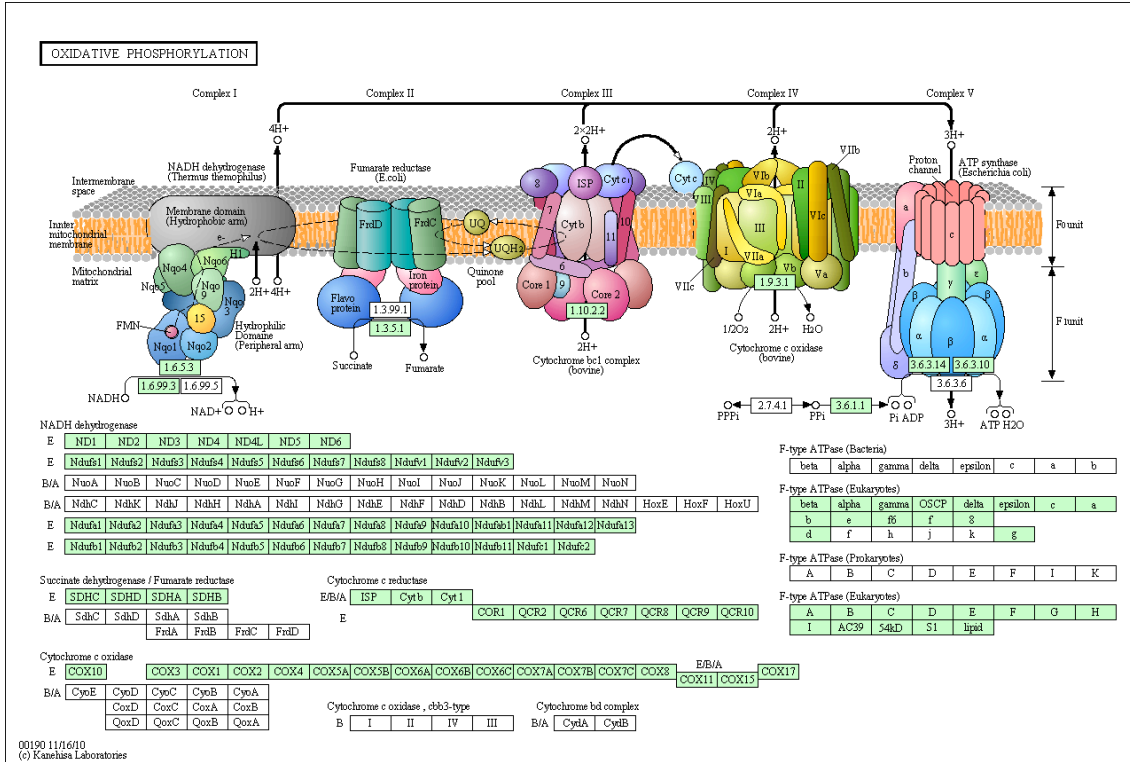 OXIDATIVE PHOSPHORYLATION
Complex I
Complex II
Complex III
Complex IV
Complex V
4H+
2×2H+
2H+
3H+
NADH dehydrogenase
(Thermus themophilus)
Fumarate reductase
(E.coli)
Proton
channel
ATP synthase
(Escherichia coli)
Intermembrane
space
Innter
mitochondrial
membrane
Mitochondrial
matrix
Membrane domain
(Hydrophobic arm)
e-
H1
Nqo6
Nqo4
Nqo5
Nqo
9
Nqo
3
15
FMN
Nqo1
Nqo2
2H+
4H+
Hydrophilic
Domaine
(Peripheral arm)
1.6.5.3
1.6.99.3
1.6.99.5
NADH
NAD+
H+
FrdD
FrdC
Flavo
protein
Iron
protein
1.3.99.1
1.3.5.1
Succinate
Fumarate
UQ
UQH2
Quinone
pool
8
ISP
Cyt c1
7
Cyt b
11
10
6
Core 1
9
Core 2
1.10.2.2
2H+
Cytochrome bc1 complex
(bovine)
Cyt c
IV
VIII
VIb
VIa
II
VIIb
III
VIc
I
VIIa
VIIc
Vb
Va
1.9.3.1
1/2O2
2H+
H2O
Cytochrome c oxidase
(bovine)
a
c
b
ε
γ
β
β
α
β
α
δ
F0 unit
F1 unit
3.6.3.14
3.6.3.10
3.6.3.6
PPPi
2.7.4.1
PPi
3.6.1.1
Pi
ADP
3H+
ATP
H2O
NADH dehydrogenase
E ND1 ND2 ND3 ND4 ND4L ND5 ND6
E Ndufs1 Ndufs2 Ndufs3 Ndufs4 Ndufs5 Ndufs6 Ndufs7 Ndufs8 Ndufv1 Ndufv2 Ndufv3
B/A NuoA NuoB NuoC NuoD NuoE NuoF NuoG NuoH NuoI NuoJ NuoK NuoL NuoM NuoN
B/A NdhC NdhK NdhJ NdhH NdhA NdhI NdhG NdhE NdhF NdhD NdhB NdhL NdhM NdhN HoxE HoxF HoxU
E Ndufa1 Ndufa2 Ndufa3 Ndufa4 Ndufa5 Ndufa6 Ndufa7 Ndufa8 Ndufa9 Ndufa10 Ndufab1 Ndufa11 Ndufa12 Ndufa13
E Ndufb1 Ndufb2 Ndufb3 Ndufb4 Ndufb5 Ndufb6 Ndufb7 Ndufb8 Ndufb9 Ndufb10 Ndufb11 Ndufc1 Ndufc2
Succinate dehydrogenase / Fumarate reductase
E SDHC SDHD SDHA SDHB
B/A SdhC SdhD SdhA SdhB
FrdA FrdB FrdC FrdD
Cytochrome c reductase
E/B/A ISP Cyt b Cyt 1
E COR1 QCR2 QCR6 QCR7 QCR8 QCR9 QCR10
Cytochrome c oxidase
E COX10 COX3 COX1 COX2 COX4 COX5A COX5B COX6A COX6B COX6C COX7A COX7B COX7C COX8
E/B/A
COX11 COX15
COX17
B/A CyoE CyoD CyoC CyoB CyoA
CoxD CoxC CoxA CoxB
QoxD QoxC QoxB QoxA
Cytochrome c oxidase , cbb3-type
B I II IV III
Cytochrome bd complex
B/A CydA CydB
F-type ATPase (Bacteria)
beta alpha gamma delta epsilon c a b
F-type ATPase (Eukaryotes)
beta alpha gamma OSCP delta epsilon c a
b e f6 f 8
d f h j k g
F-type ATPase (Prokaryotes)
A B C D E F I K
F-type ATPase (Eukaryotes)
A B C D E F G H
I AC39 54kD S1 lipid
00190 11/16/10
(c) Kanehisa Laboratories